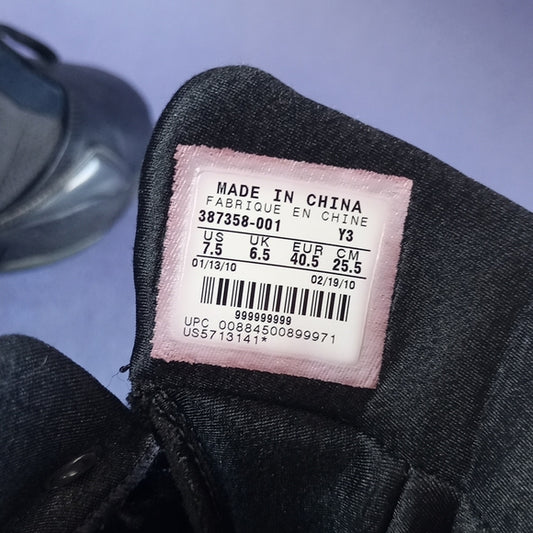 MADE IN CHINA
FABRIQUE EN CHINE
387358-001 Y3
US UK EUR CM
7.5 6.5 40.5 25.5
01/13/10 02/19/10
999999999
UPC 00884500899971
US5713141*